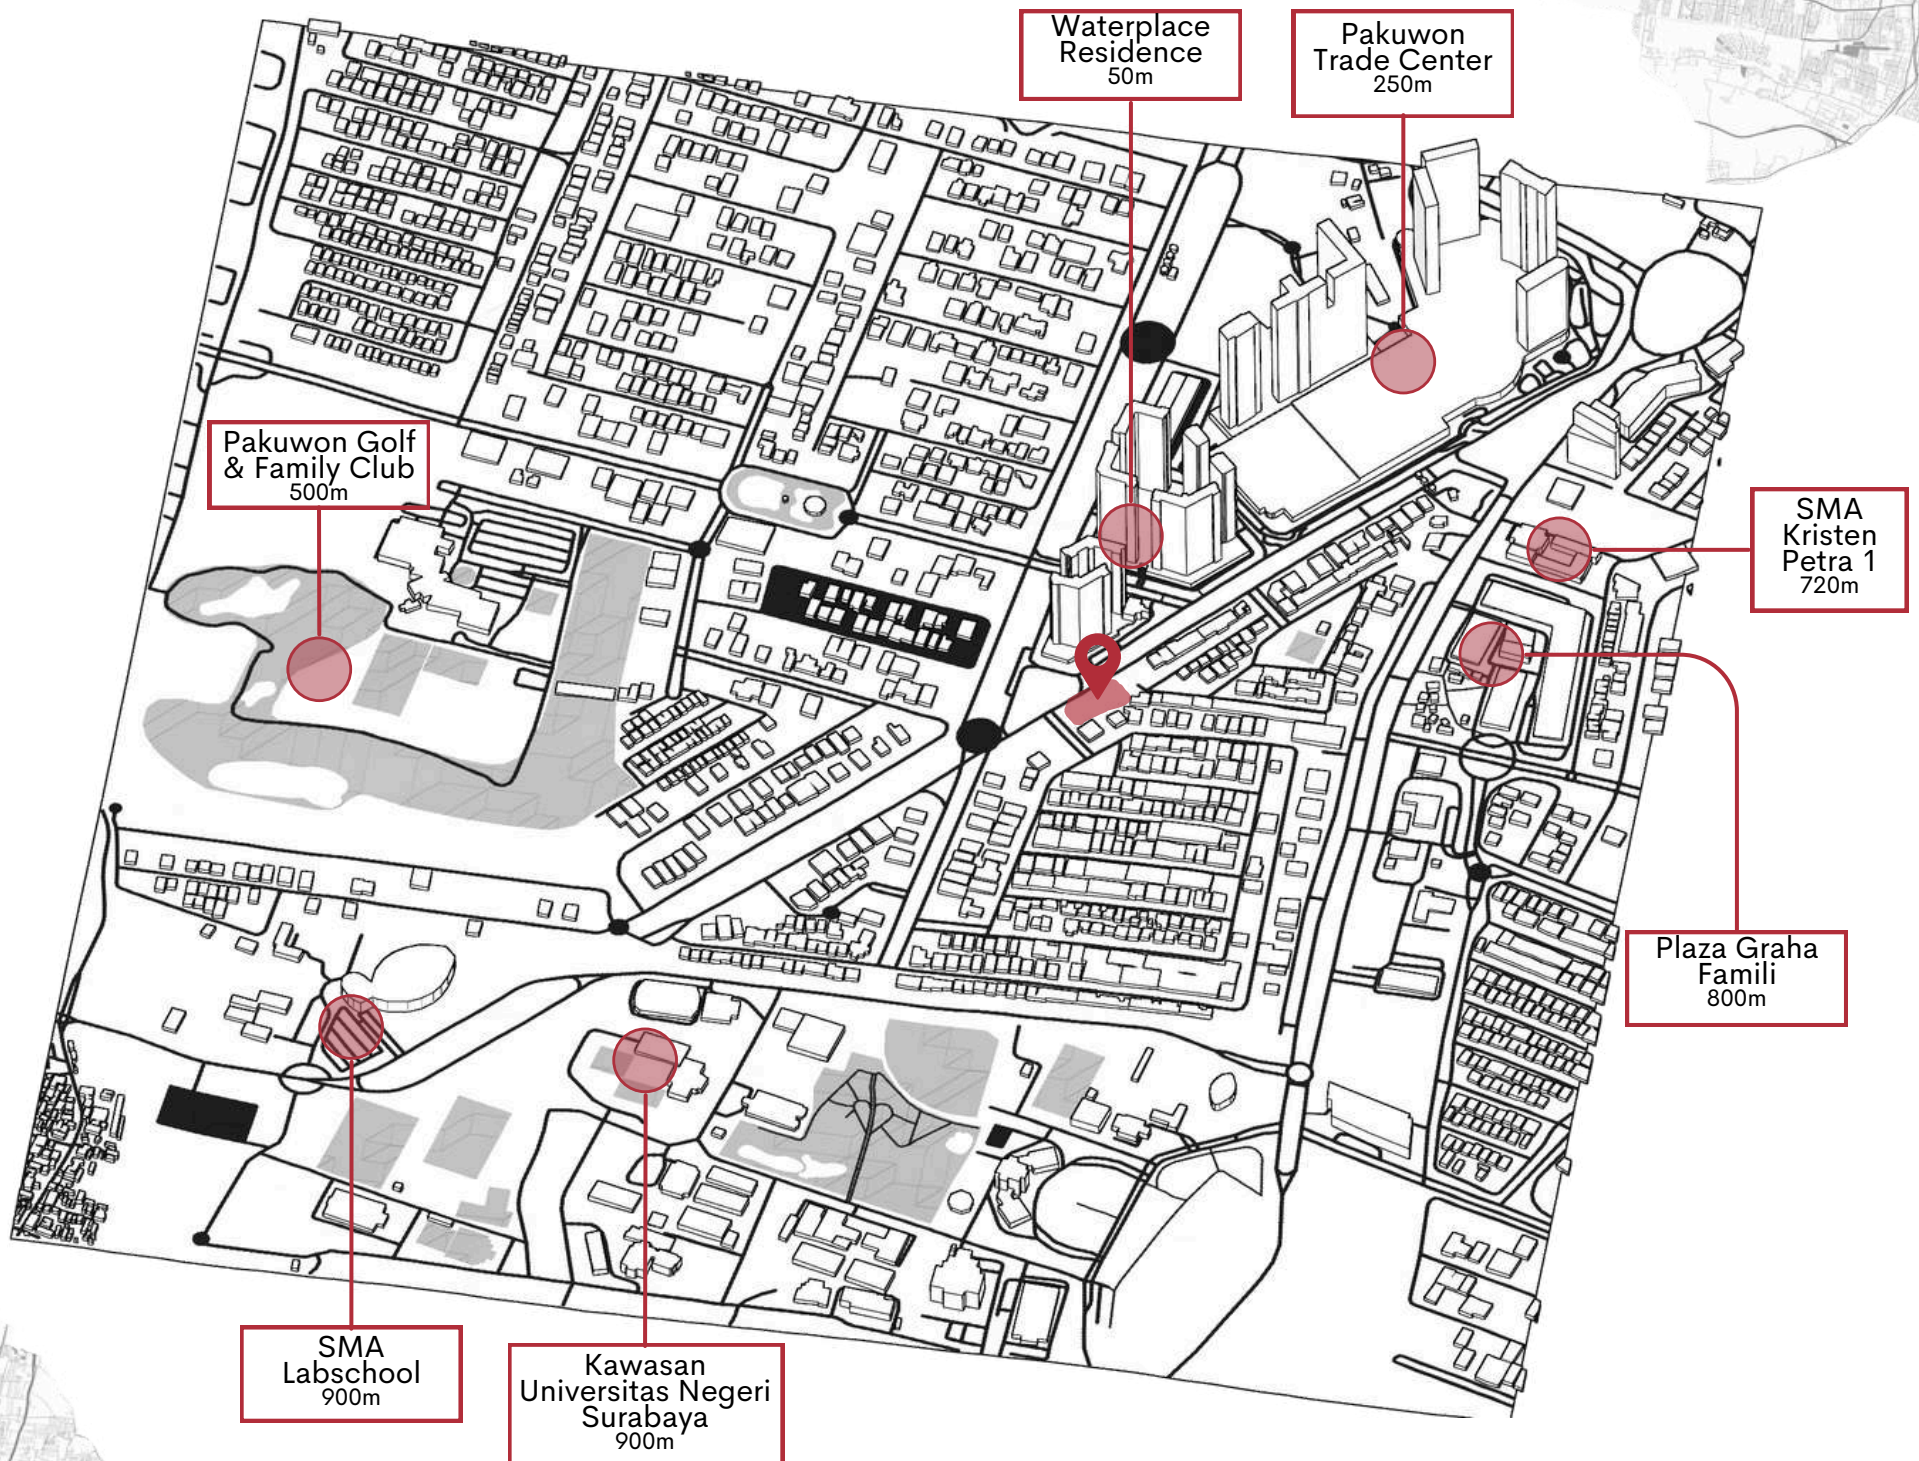 Waterplace
Residence
50m
Pakuwon
Trade Center
250m
Pakuwon Golf
& Family Club
500m
SMA
Kristen
Petra 1
720m
Plaza Graha
Famili
800m
SMA
Labschool
900m
Kawasan
Universitas Negeri
Surabaya
900m